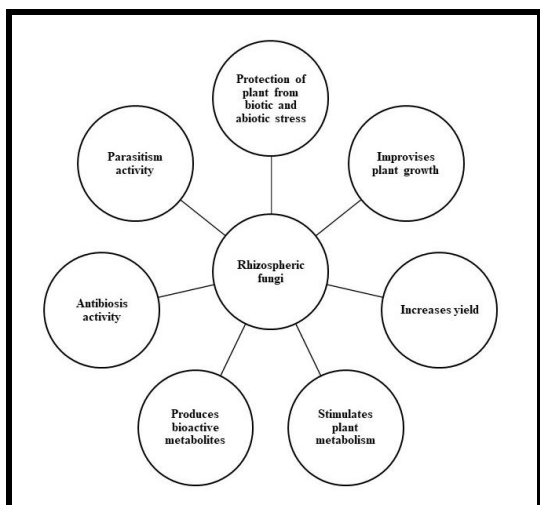 Protection of
plant from
biotic and
abiotic stress
Improvises
plant growth
Increases yield
Stimulates
plant
metabolism
Produces
bioactive
metabolites
Antibiosis
activity
Parasitism
activity
Rhizospheric
fungi